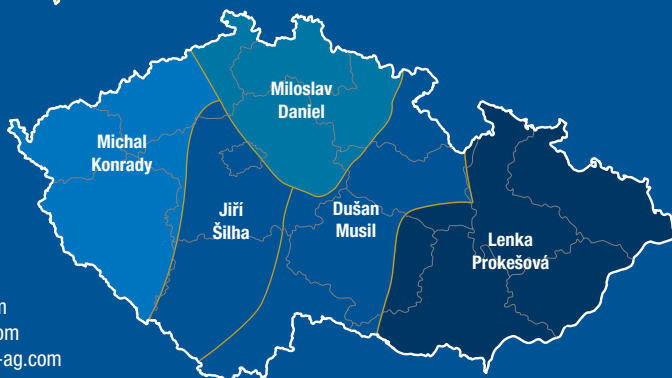 Miloslav
Daniel
Michal
Konrady
Jiří
Šilha
Dušan
Musil
Lenka
Prokešová
om
-ag.com